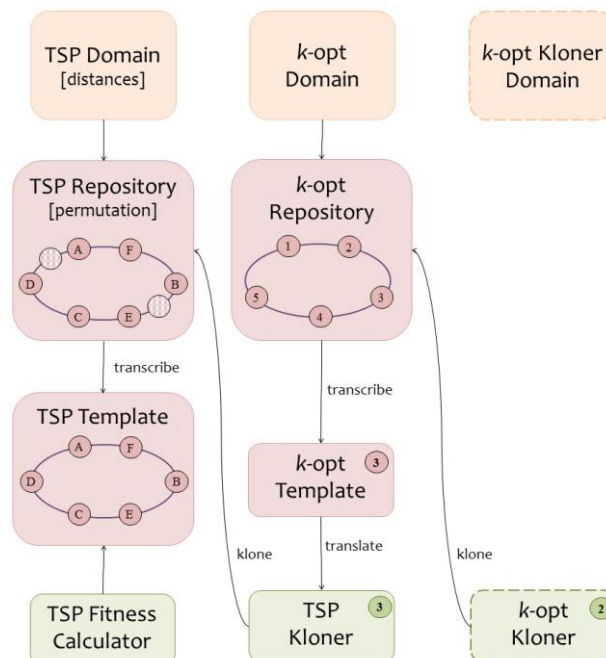 TSP Domain
[distances]
k-opt
Domain
k-opt Kloner
Domain
TSP Repository
[permutation]
A
F
D
B
C
E
k-opt
Repository
1
2
5
3
4
transcribe
transcribe
TSP Template
A
F
D
B
C
E
k-opt
Template
3
klone
translate
klone
TSP Fitness
Calculator
TSP
Kloner
3
k-opt
Kloner
2